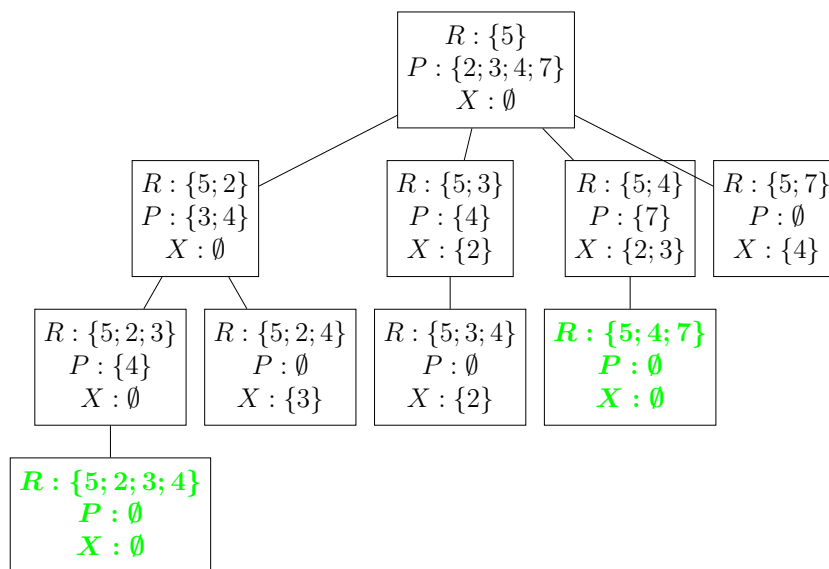 R : {5}
P : {2; 3; 4; 7}
X : ∅
R : {5; 2}
P : {3; 4}
X : ∅
R : {5; 3}
P : {4}
X : {2}
R : {5; 4}
P : {7}
X : {2; 3}
R : {5; 7}
P : ∅
X : {4}
R : {5; 2; 3}
P : {4}
X : ∅
R : {5; 2; 4}
P : ∅
X : {3}
R : {5; 3; 4}
P : ∅
X : {2}
R : {5; 4; 7}
P : ∅
X : ∅
R : {5; 2; 3; 4}
P : ∅
X : ∅